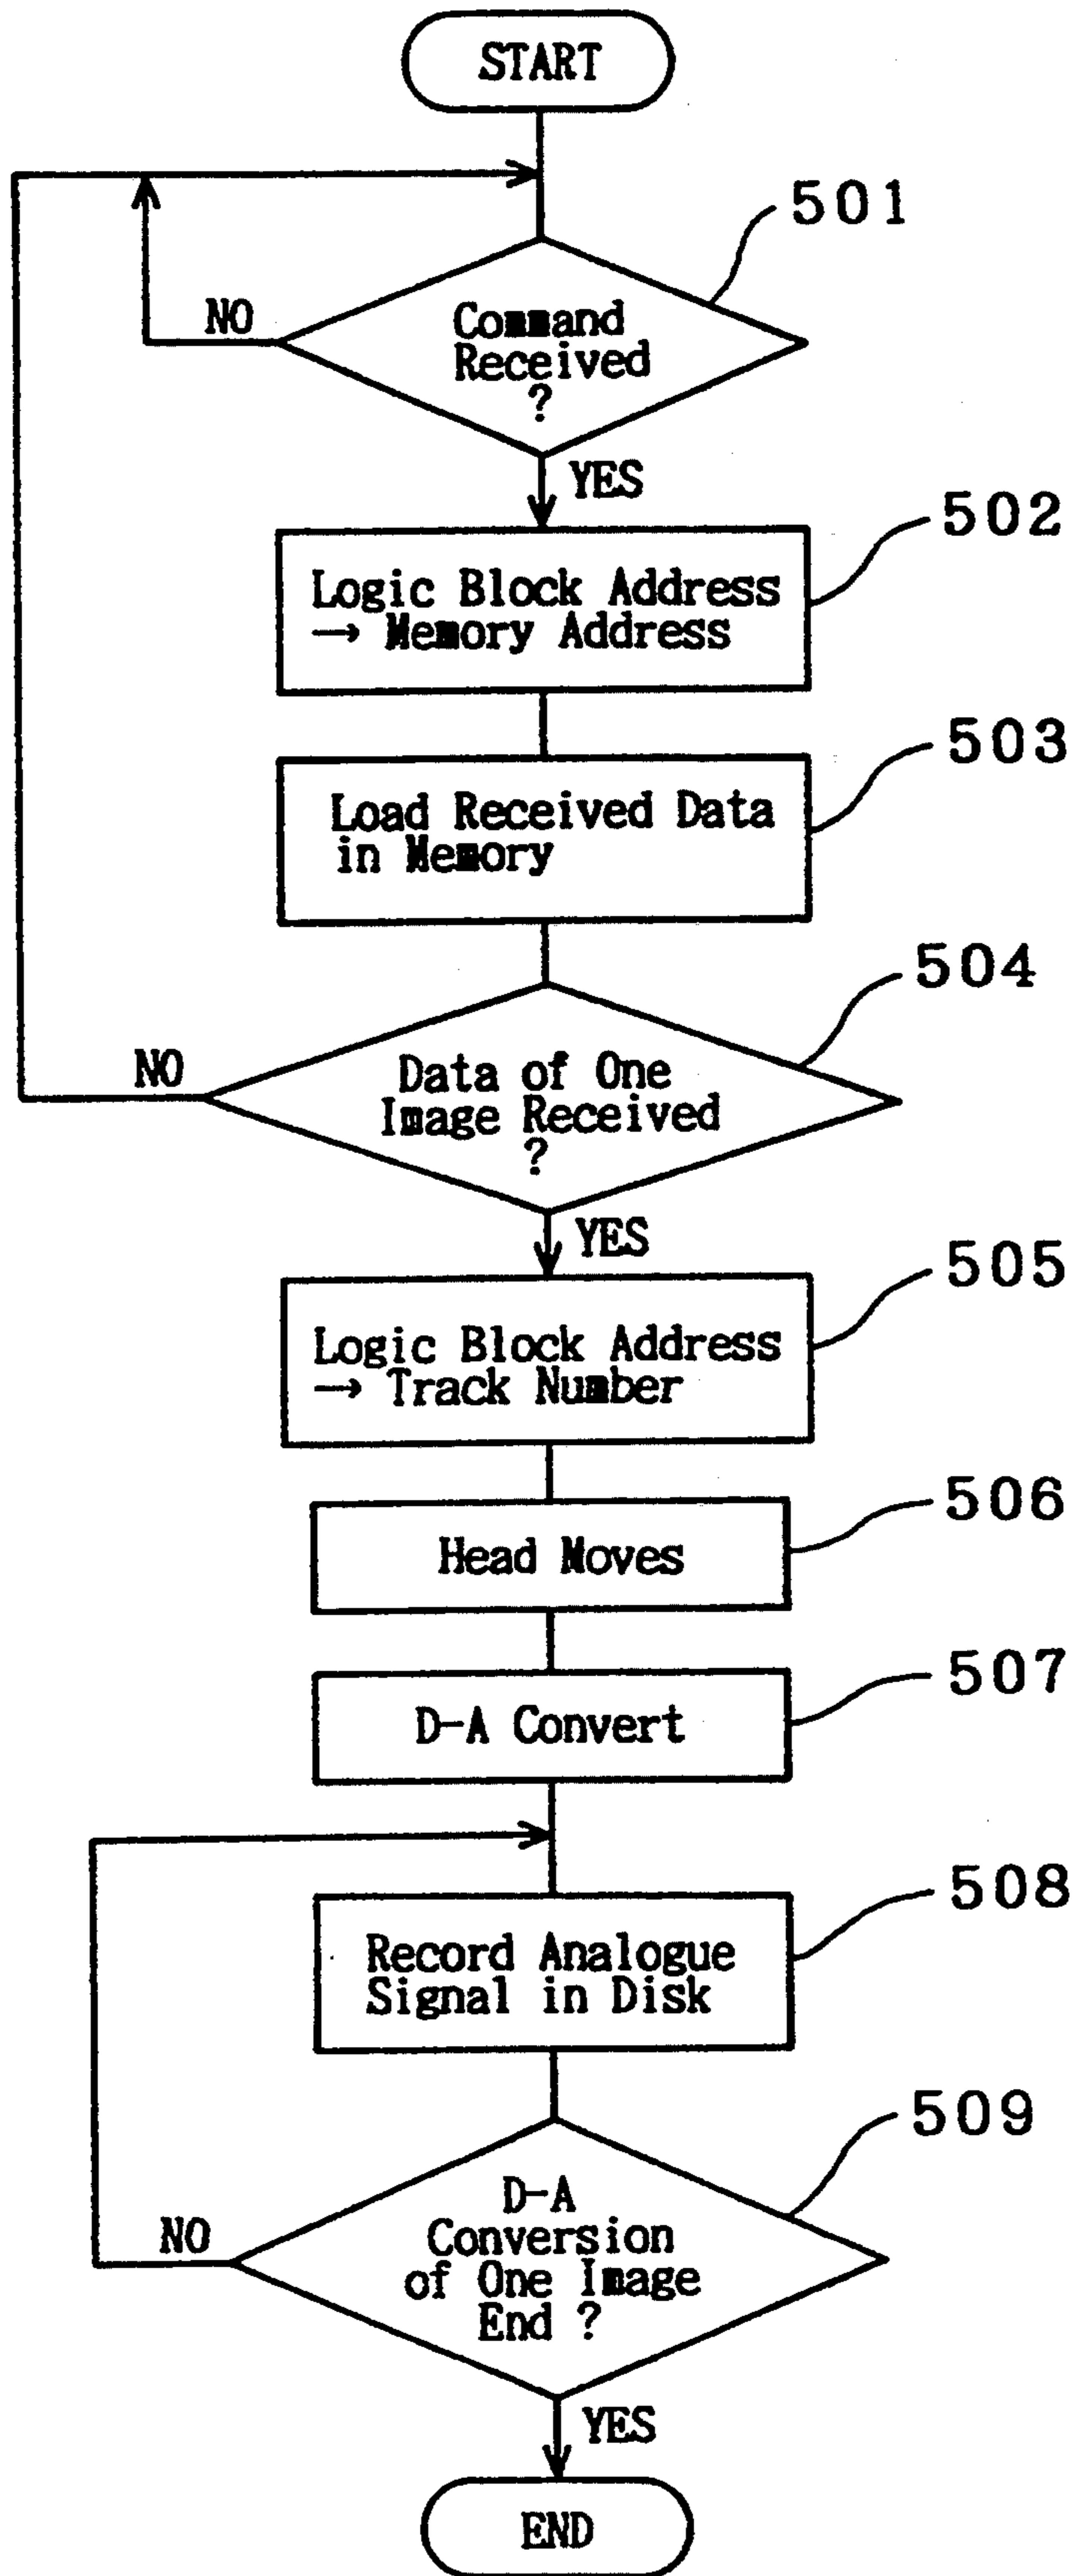 START
501
NO
Command
Received
?
YES
502
Logic Block Address
→ Memory Address
503
Load Received Data
in Memory
504
NO
Data of One
Image Received
?
YES
505
Logic Block Address
→ Track Number
506
Head Moves
507
D-A Convert
508
Record Analogue
Signal in Disk
509
D-A
NO
Conversion
of One Image
End ?
YES
END